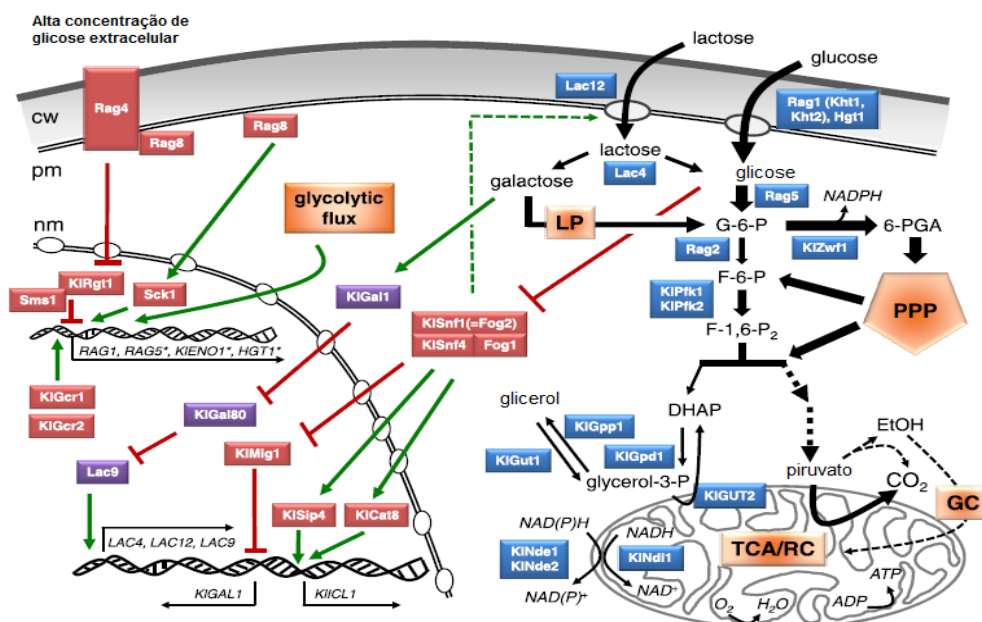 Alta concentração de
glicose extracelular
lactose
glucose
Lac12
Rag4
Rag1 (Kht1,
Kht2), Hgt1
CW
Rag8
Rag8
lactose
pm
Lac4
glicose
galactose
Rag5
NADPH
glycolytic
flux
LP
G-6-P
6-PGA
nm
Rag2
KlZwf1
KlRgt1
Sms1
Sck1
KlGal1
F-6-P
KlPfk1
KlPfk2
PPP
KlSnf1(=Fog2)
F-1,6-P2
KlSnf4
Fog1
RAG1, RAG5*, KlENO1*, HGT1*
KlGcr1
KlGcr2
glicerol
DHAP
KlGal80
KlGpp1
EtOH
KlMig1
KlGut1
KlGpd1
Lac9
piruvato
glycerol-3-P
CO2
KlGUT2
GC
KlSip4
KlCat8
NAD(P)H
NADH
LAC4, LAC12, LAC9
TCA/RC
KlNde1
KlNde2
KlNdi1
ATP
NAD(P)+
NAD+
KlGAL1
KlICL1
O2
H2O
ADP